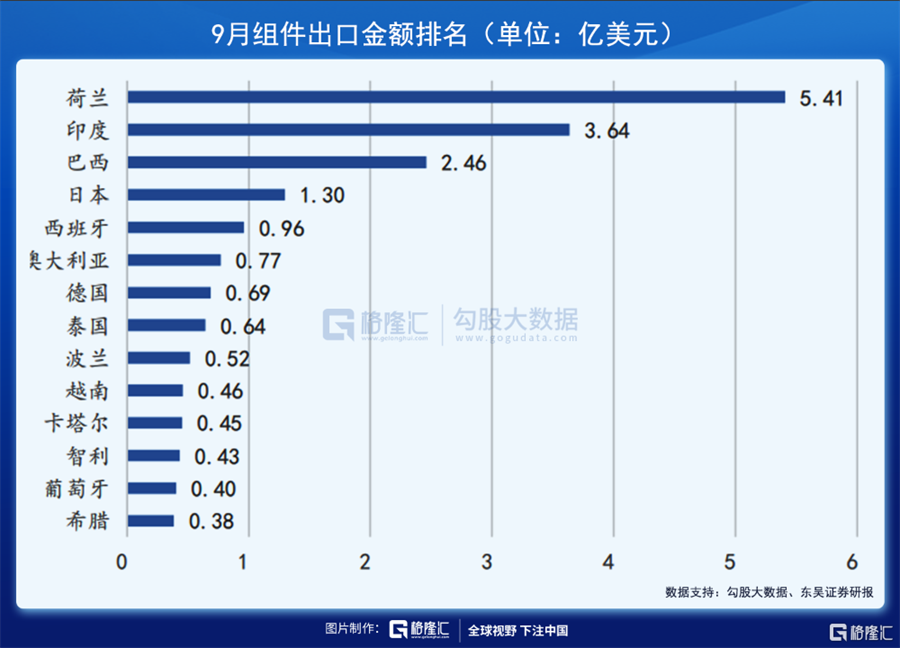 9月组件出口金额排名（单位：亿美元）
荷兰 5.41
印度 3.64
巴西 2.46
日本 1.30
西班牙 0.96
澳大利亚 0.77
德国 0.69
泰国 0.64
波兰 0.52
越南 0.46
卡塔尔 0.45
智利 0.43
葡萄牙 0.40
希腊 0.38
0 1 2 3 4 5 6
格隆汇 勾股大数据
www.gelonghui.com www.gogudata.com
数据支持：勾股大数据、东吴证券研报
图片制作： 格隆汇 全球视野 下注中国
www.gelonghui.com
格隆汇